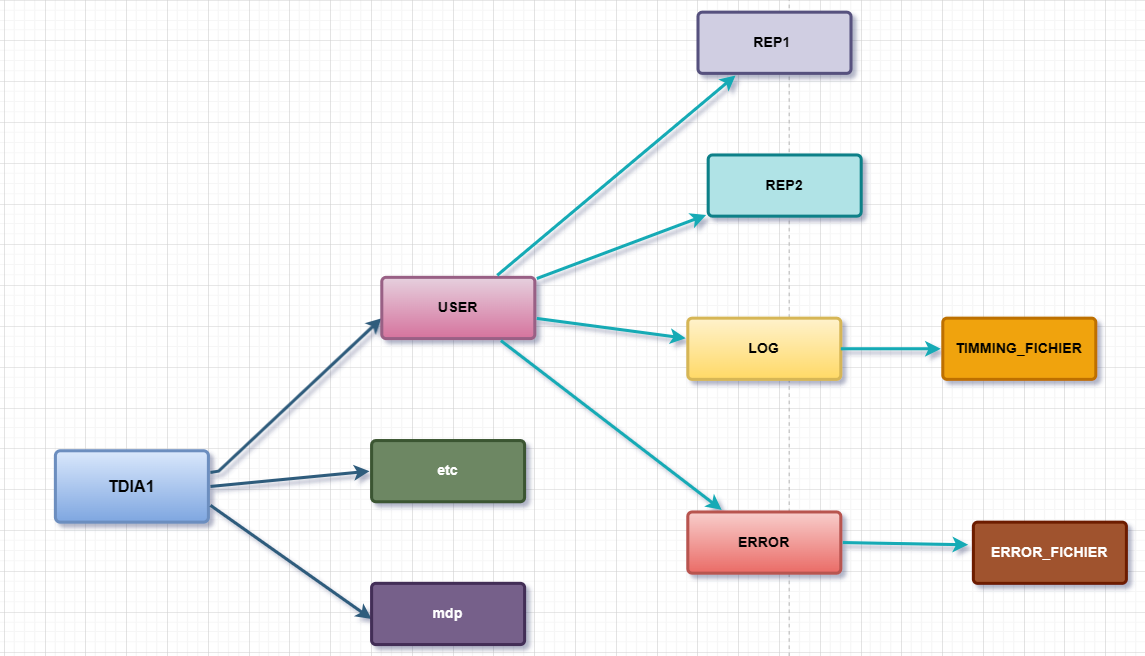 REP1
REP2
USER
LOG
TIMMING_FICHIER
etc
TDIA1
ERROR
ERROR_FICHIER
mdp